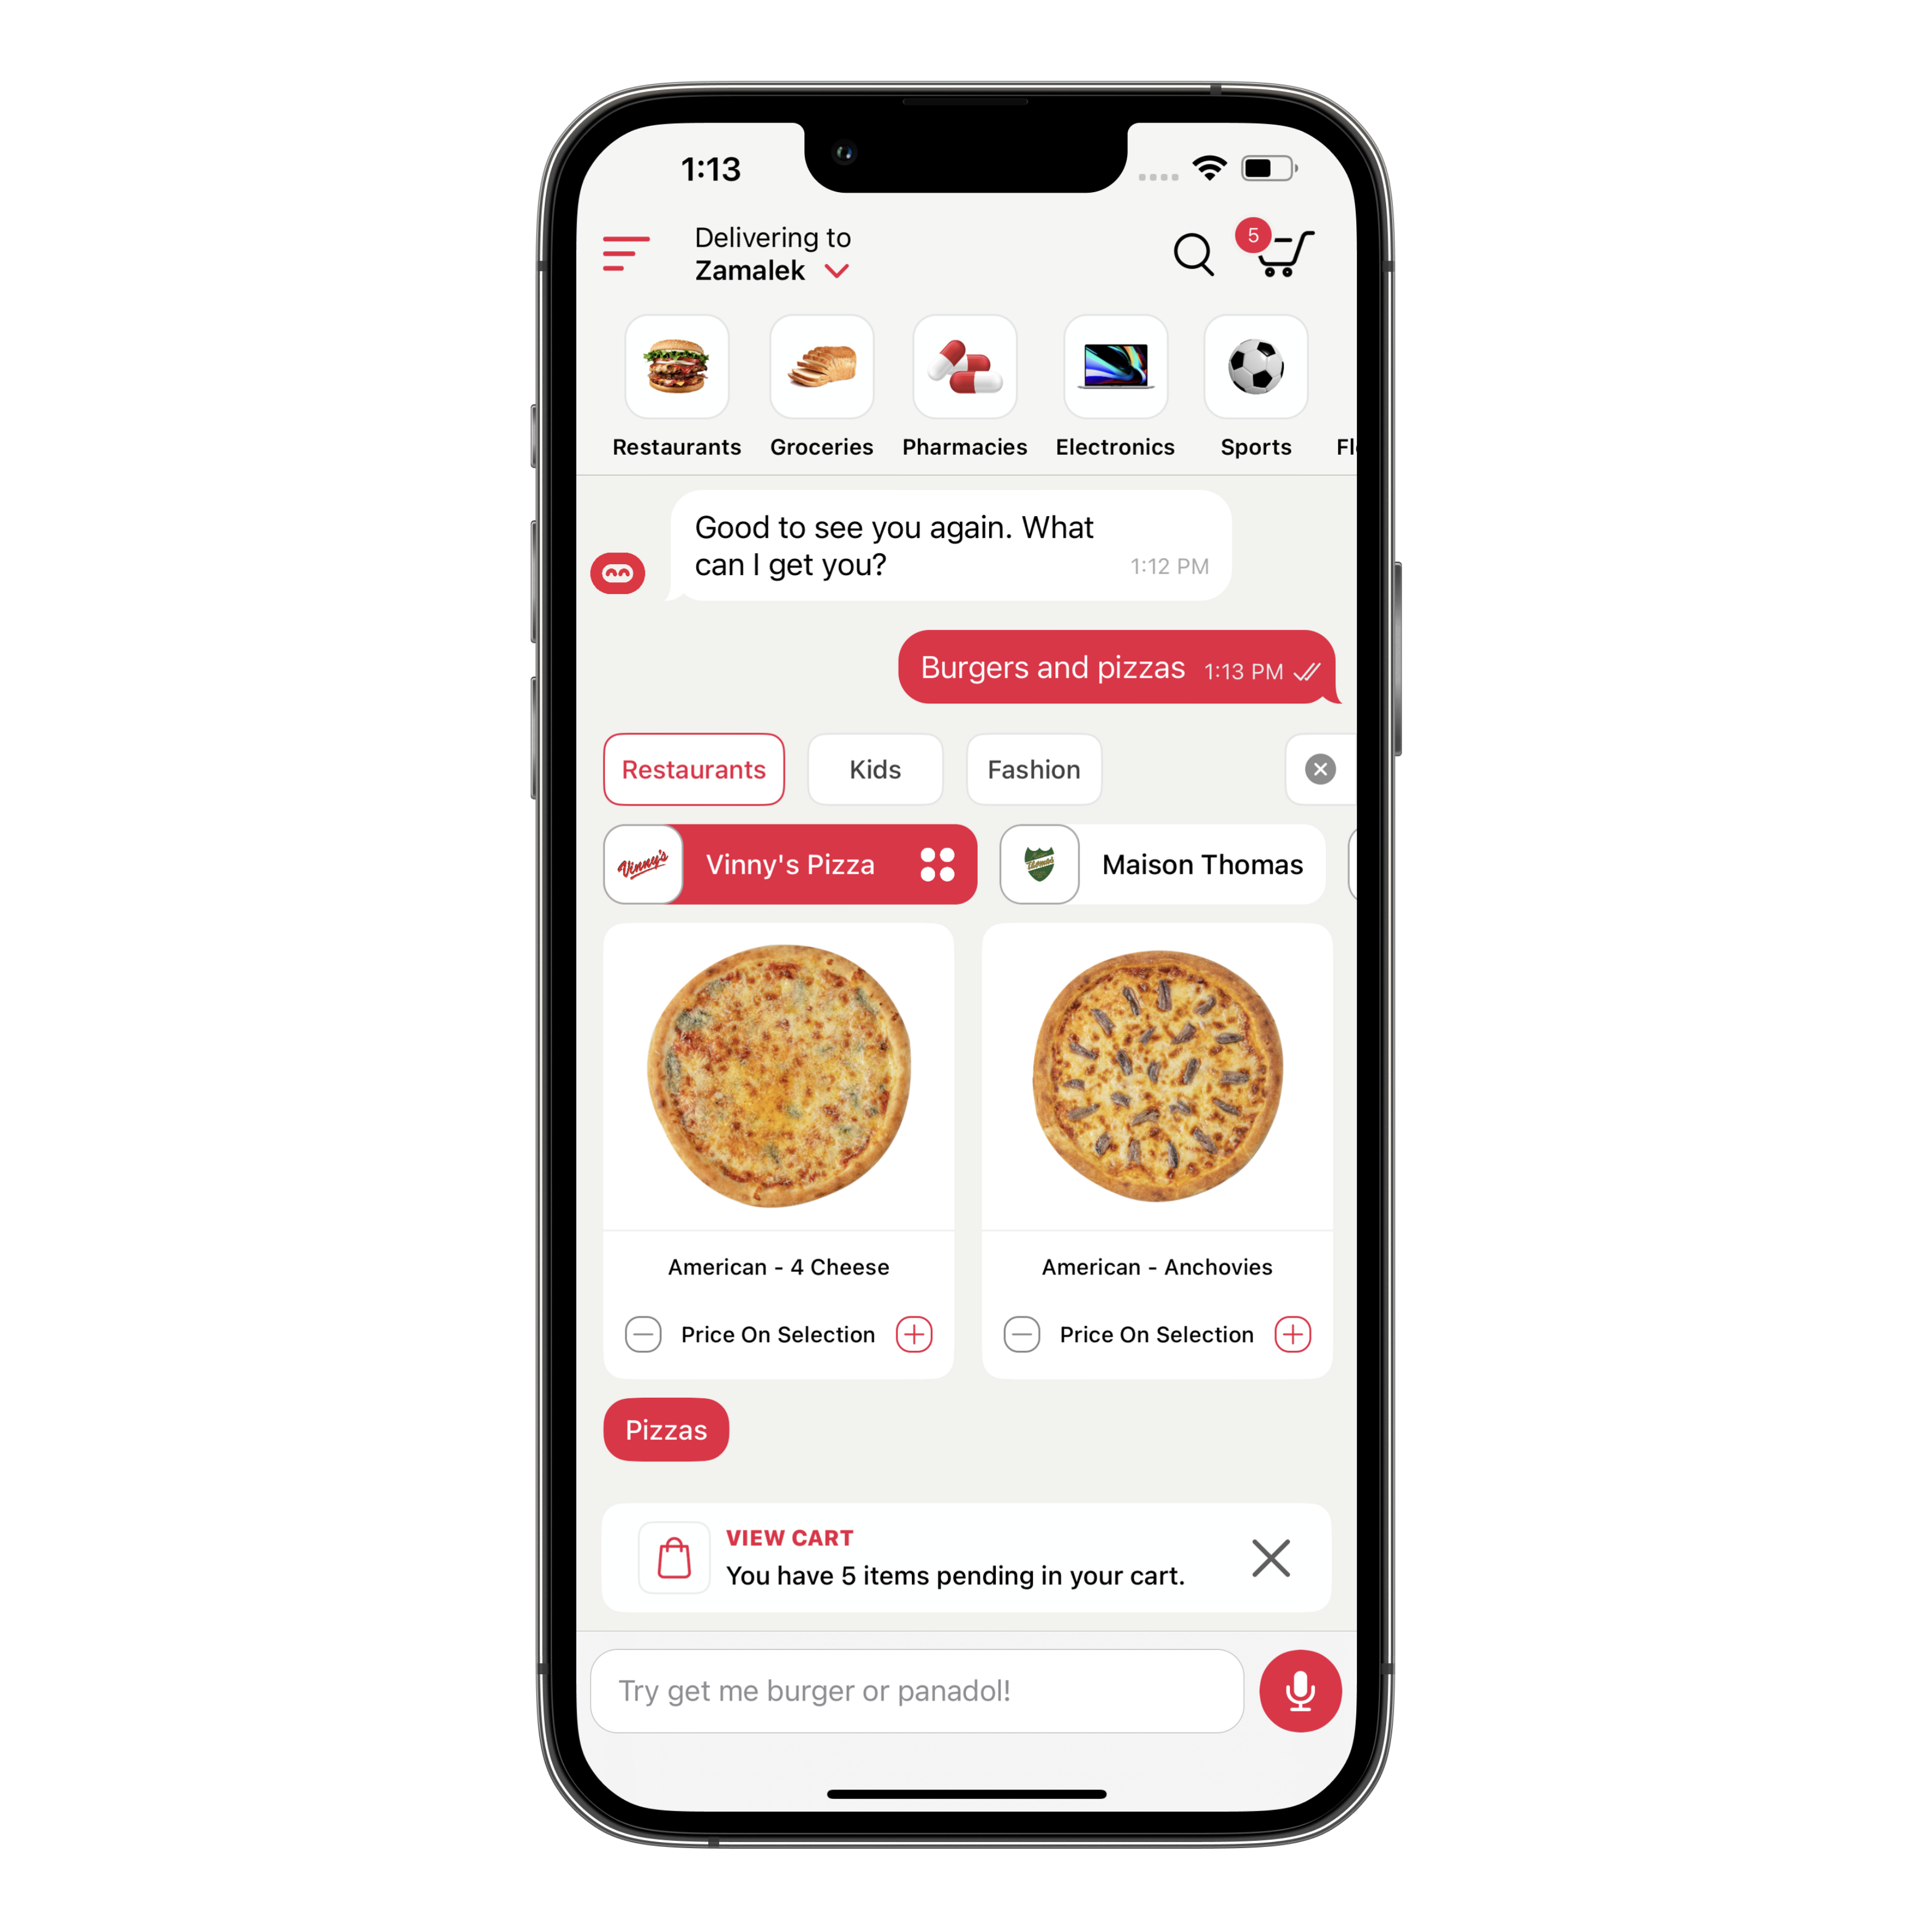 1:13
Delivering to
Zamalek
5
Restaurants
Groceries
Pharmacies
Electronics
Sports
Good to see you again. What
can I get you?
1:12 PM
Burgers and pizzas 1:13 PM
Restaurants
Kids
Fashion
Vinny's
Vinny's Pizza
Thomas
Maison Thomas
American - 4 Cheese
American - Anchovies
Price On Selection
Price On Selection
Pizzas
VIEW CART
You have 5 items pending in your cart.
Try get me burger or panadol!